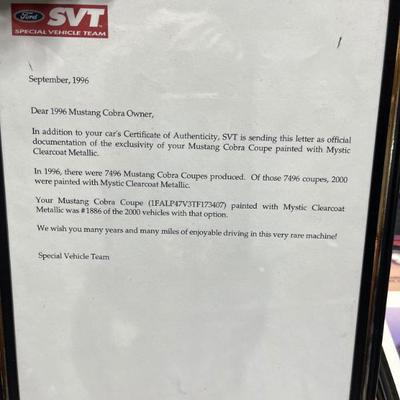 Ford SVT
SPECIAL VEHICLE TEAM
September, 1996
Dear 1996 Mustang Cobra Owner,
In addition to your car's Certificate of Authenticity, SVT is sending this letter as official
documentation of the exclusivity of your Mustang Cobra Coupe painted with Mystic
Clearcoat Metallic.
In 1996, there were 7496 Mustang Cobra Coupes produced. Of those 7496 coupes, 2000
were painted with Mystic Clearcoat Metallic.
Your Mustang Cobra Coupe (1FALP47V3TF173407) painted with Mystic Clearcoat
Metallic was #1886 of the 2000 vehicles with that option.
We wish you many years and many miles of enjoyable driving in this very rare machine!
Special Vehicle Team